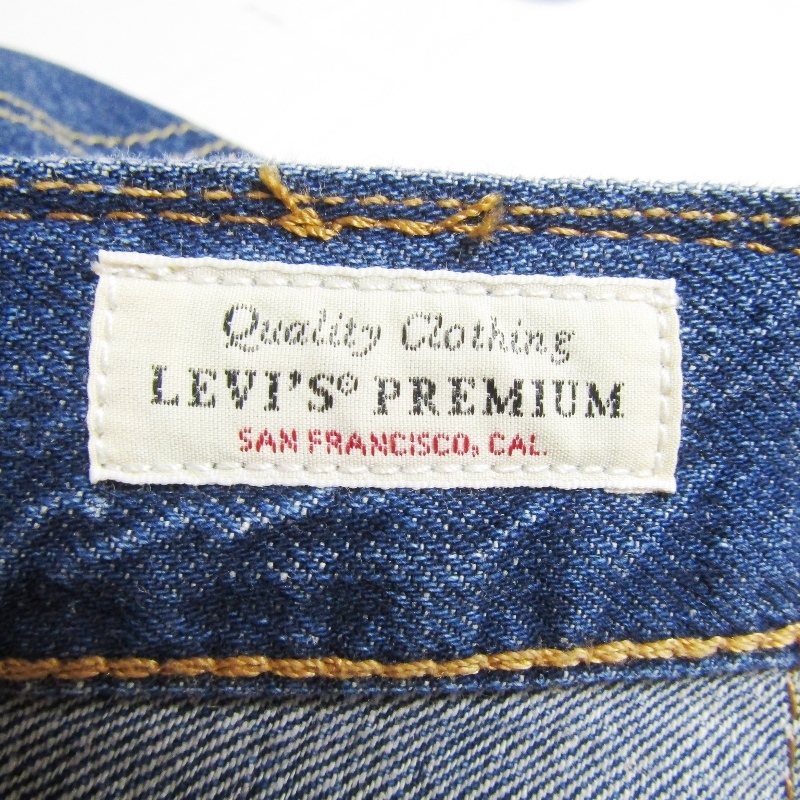 Quality Clothing
LEVI'S® PREMIUM
SAN FRANCISCO, CAL.